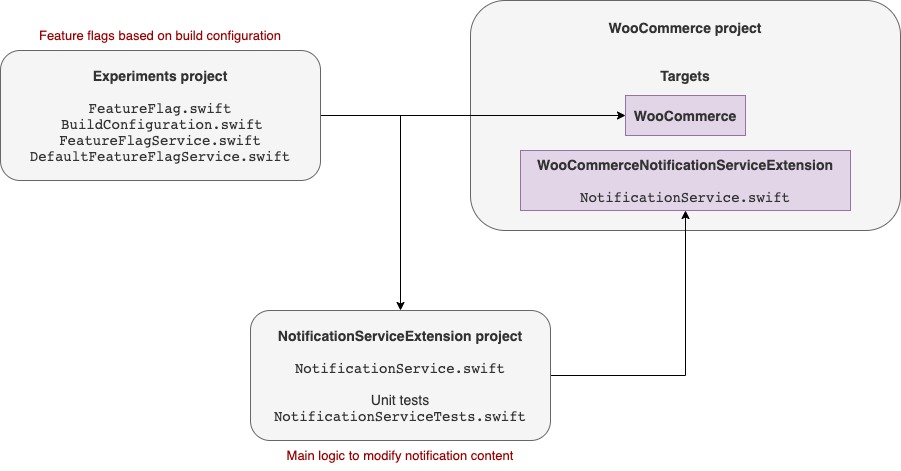 Feature flags based on build configuration
Experiments project
FeatureFlag.swift
BuildConfiguration.swift
FeatureFlagService.swift
DefaultFeatureFlagService.swift
WooCommerce project
Targets
WooCommerce
WooCommerceNotificationServiceExtension
NotificationService.swift
NotificationServiceExtension project
NotificationService.swift
Unit tests
NotificationServiceTests.swift
Main logic to modify notification content